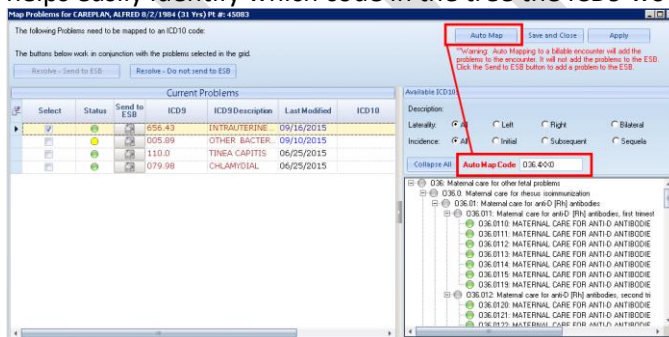 helps easily identify which code in the tree the ICD9 wo
Map Problems for CAREPLAN, ALFRED 8/2/1984 (31 Yrs) Pt #: 45083
The following Problems need to be mapped to an ICD10 code:
The buttons below work in conjunction with the problems selected in the grid.
Resolve - Send to ESB
Resolve - Do not send to ESB
Auto Map
Save and Close
Apply
**Warning: Auto Mapping to a billable encounter will add the
problems to the encounter. It will not add the problems to the ESB.
Click the Send to ESB button to add a problem to the ESB.
Current Problems
Select Status Send to ESB ICD9 ICD9 Description Last Modified ICD10
656.43 INTRAUTERINE... 09/16/2015
005.89 OTHER BACTER... 09/10/2015
110.0 TINEA CAPITIS 06/25/2015
079.98 CHLAMYDIAL 06/25/2015
Available ICD10
Description:
Laterality: All Left Right Bilateral
Incidence: All Initial Subsequent Sequela
Collapse All
Auto Map Code O36.4XX0
O36: Maternal care for other fetal problems
O36.0: Maternal care for rhesus isoimmunization
O36.01: Maternal care for anti-D [Rh] antibodies
O36.011: Maternal care for anti-D [Rh] antibodies, first trimest
O36.0110: MATERNAL CARE FOR ANTI-D ANTIBODIE
O36.0111: MATERNAL CARE FOR ANTI-D ANTIBODIE
O36.0112: MATERNAL CARE FOR ANTI-D ANTIBODIE
O36.0113: MATERNAL CARE FOR ANTI-D ANTIBODIE
O36.0114: MATERNAL CARE FOR ANTI-D ANTIBODIE
O36.0115: MATERNAL CARE FOR ANTI-D ANTIBODIE
O36.0119: MATERNAL CARE FOR ANTI-D ANTIBODIE
O36.012: Maternal care for anti-D [Rh] antibodies, second tri
O36.0120: MATERNAL CARE FOR ANTI-D ANTIBODIE
O36.0121: MATERNAL CARE FOR ANTI-D ANTIBODIE
O36.0122: MATERNAL CARE FOR ANTI-D ANTIBODIE